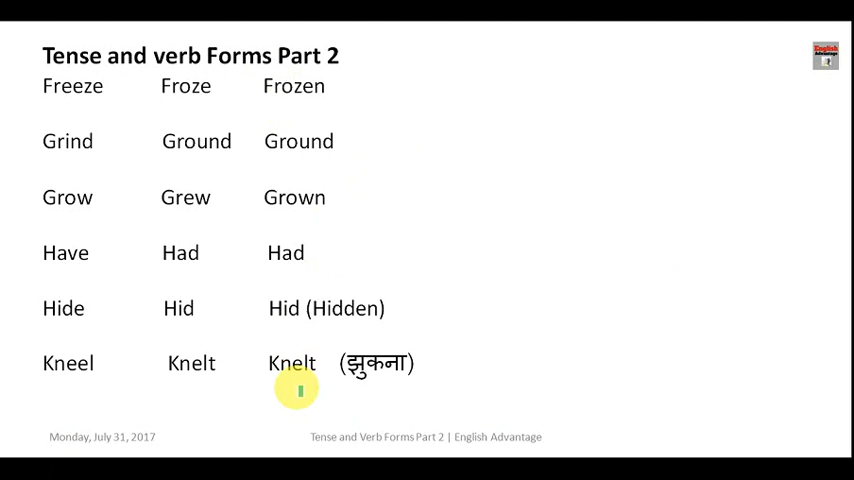 Tense and verb Forms Part 2
English Advantage
Freeze Froze Frozen
Grind Ground Ground
Grow Grew Grown
Have Had Had
Hide Hid Hid (Hidden)
Kneel Knelt Knelt (झुकना)
Monday, July 31, 2017 Tense and Verb Forms Part 2 | English Advantage